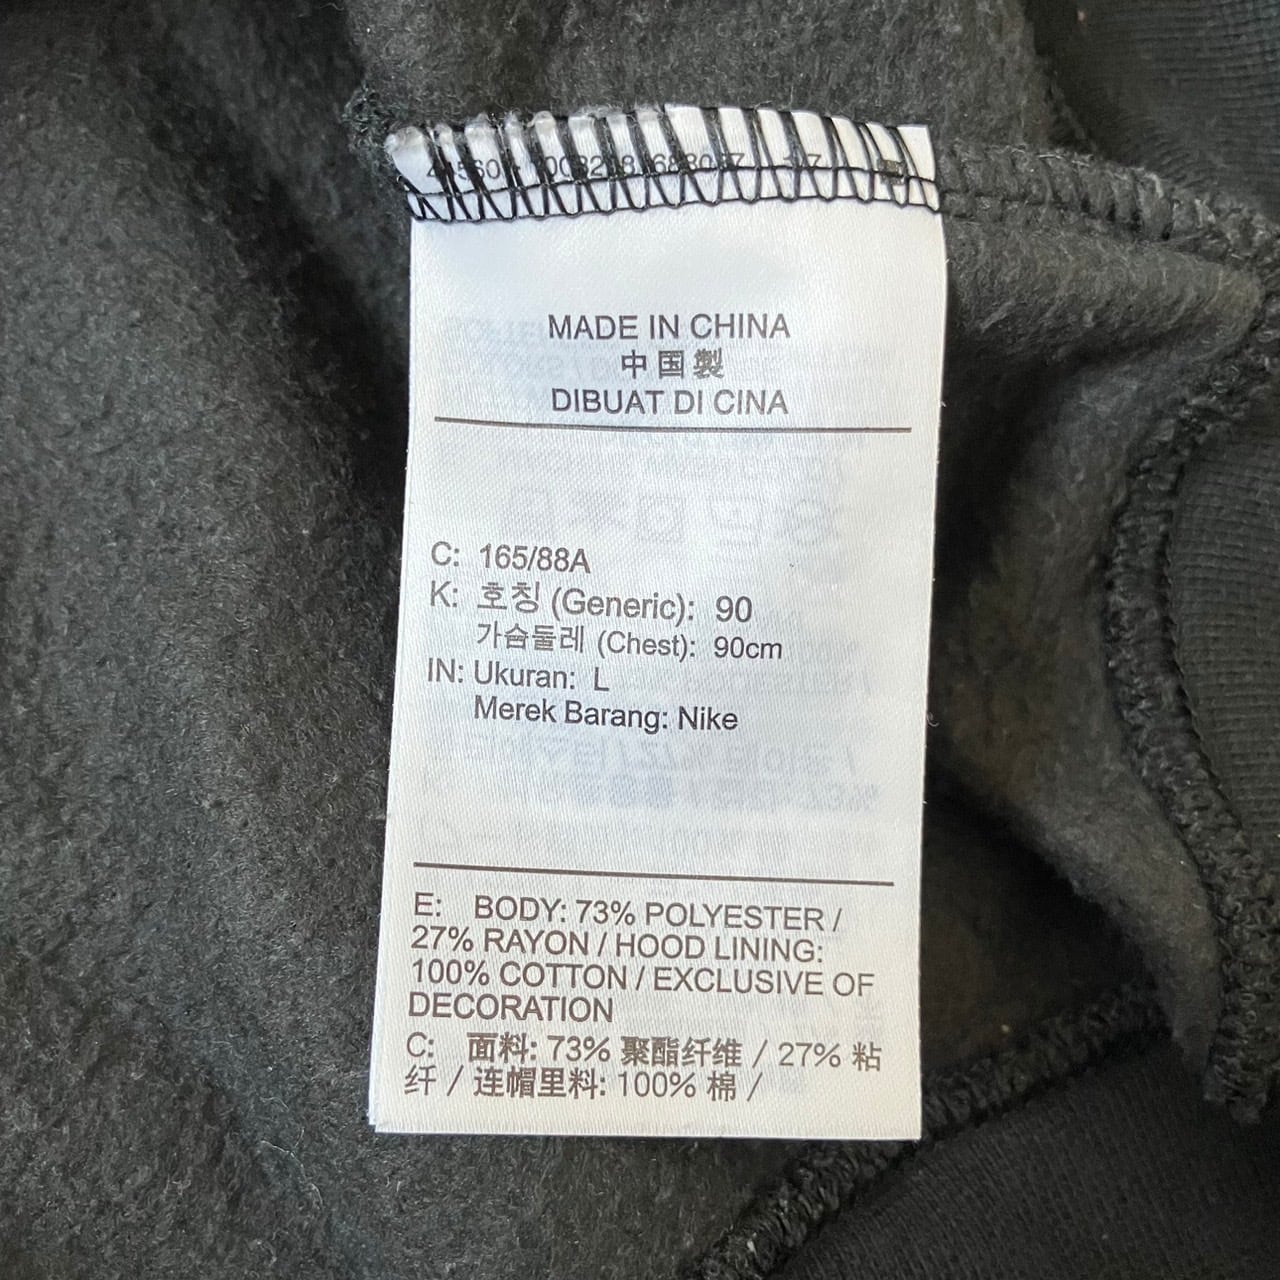 MADE IN CHINA
中国製
DIBUAT DI CINA
C: 165/88A
K: 호칭 (Generic): 90
가슴둘레 (Chest): 90cm
IN: Ukuran: L
Merek Barang: Nike
E: BODY: 73% POLYESTER /
27% RAYON / HOOD LINING:
100% COTTON / EXCLUSIVE OF
DECORATION
C: 面料: 73% 聚酯纤维 / 27% 粘
纤 / 连帽里料: 100% 棉 /